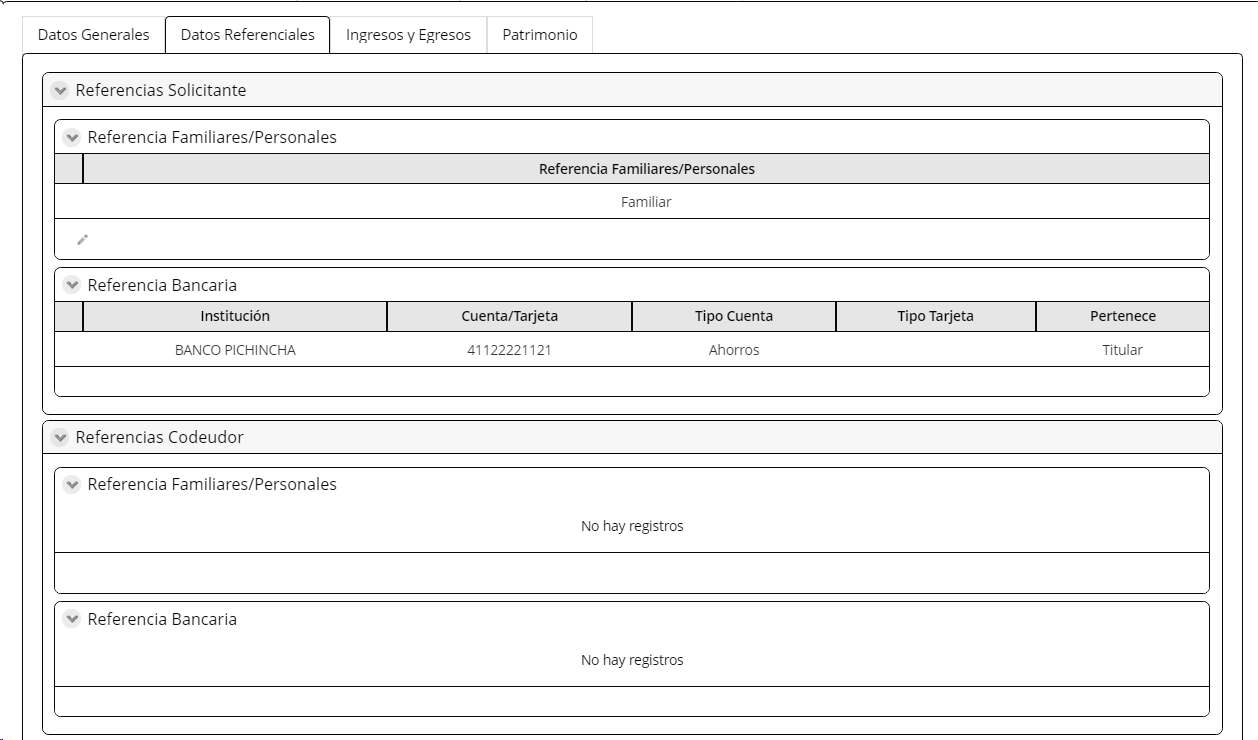 Datos Generales Datos Referenciales Ingresos y Egresos Patrimonio
Referencias Solicitante
Referencia Familiares/Personales
Referencia Familiares/Personales
Familiar
Referencia Bancaria
Institución Cuenta/Tarjeta Tipo Cuenta Tipo Tarjeta Pertenece
BANCO PICHINCHA 41122221121 Ahorros Titular
Referencias Codeudor
Referencia Familiares/Personales
No hay registros
Referencia Bancaria
No hay registros